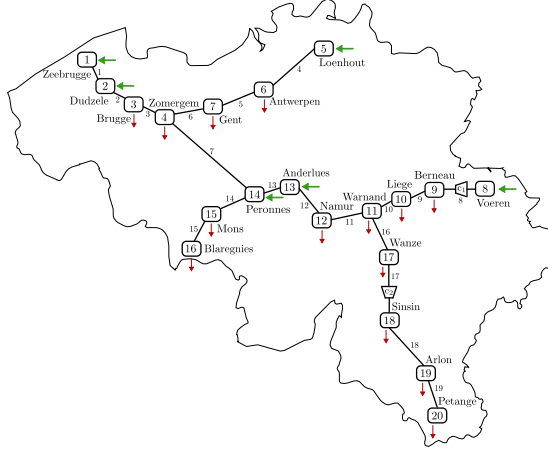 5
Loenhout
1
Zeebrugge
1
4
2
Dudzele
2
6
Antwerpen
5
3
Brugge
3
Zomergem
4
6
7
Gent
7
Anderlues
13
13
14
Peronnes
14
15
Mons
15
16
Blaregnies
12
Namur
12
11
Warnand
11
10
Liege
10
9
Berneau
9
C1
8
8
Voeren
16
Wanze
17
17
C2
Sinsin
18
18
Arlon
19
19
Petange
20